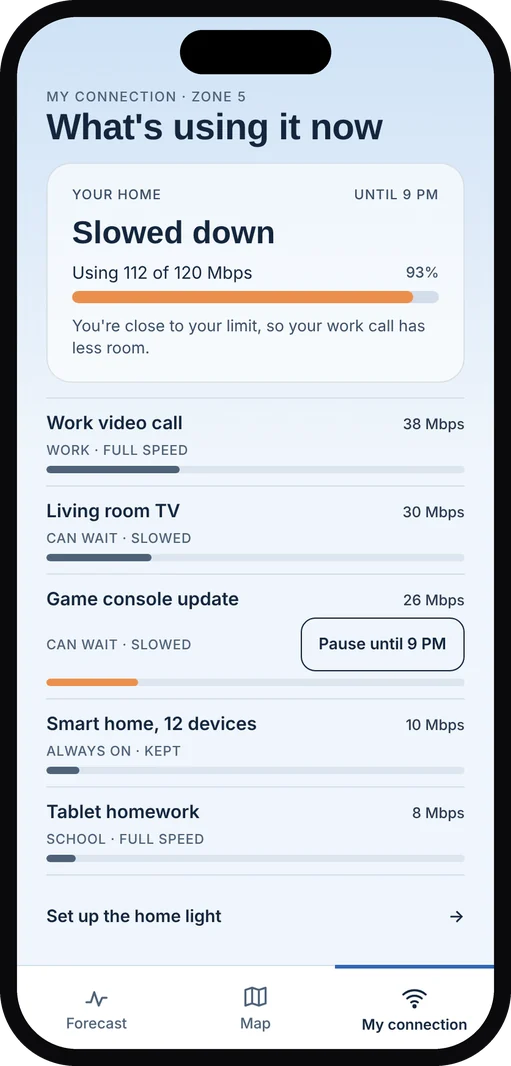 MY CONNECTION · ZONE 5
What's using it now
YOUR HOME
UNTIL 9 PM
Slowed down
Using 112 of 120 Mbps
93%
You're close to your limit, so your work call has
less room.
Work video call
38 Mbps
WORK · FULL SPEED
Living room TV
30 Mbps
CAN WAIT · SLOWED
Game console update
26 Mbps
CAN WAIT · SLOWED
Pause until 9 PM
Smart home, 12 devices
10 Mbps
ALWAYS ON · KEPT
Tablet homework
8 Mbps
SCHOOL · FULL SPEED
Set up the home light
→
Forecast
Map
My connection